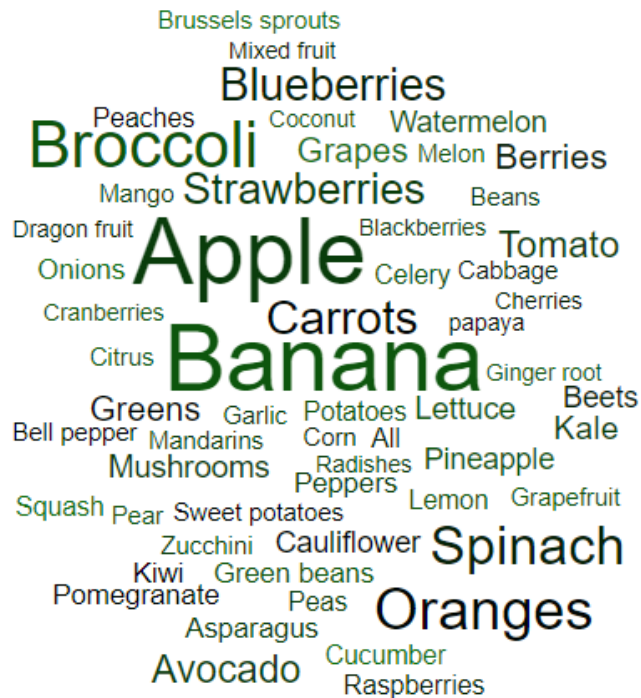 Brussels sprouts
Mixed fruit
Blueberries
Peaches Coconut Watermelon
Broccoli Grapes Melon Berries
Mango Strawberries Beans
Dragon fruit Apple Blackberries Tomato
Onions Celery Cabbage
Cranberries Carrots papaya Cherries
Citrus Banana Ginger root
Greens Garlic Potatoes Lettuce Beets
Bell pepper Mandarins Corn All Kale
Mushrooms Radishes Pineapple
Peppers
Squash Pear Sweet potatoes Lemon Grapefruit
Zucchini Cauliflower Spinach
Kiwi Green beans
Pomegranate Peas Oranges
Asparagus
Avocado Cucumber
Raspberries